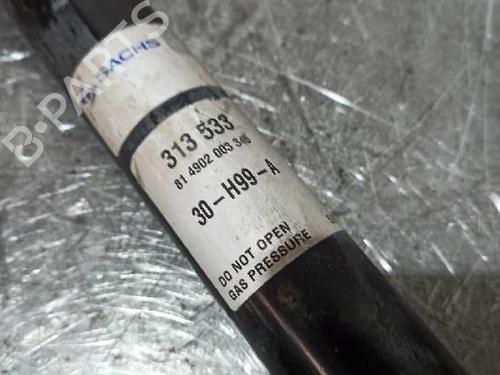 SACHS
313 533
81 4902 003 346
30-H99-A
DO NOT OPEN
GAS PRESSURE
B-PARTS